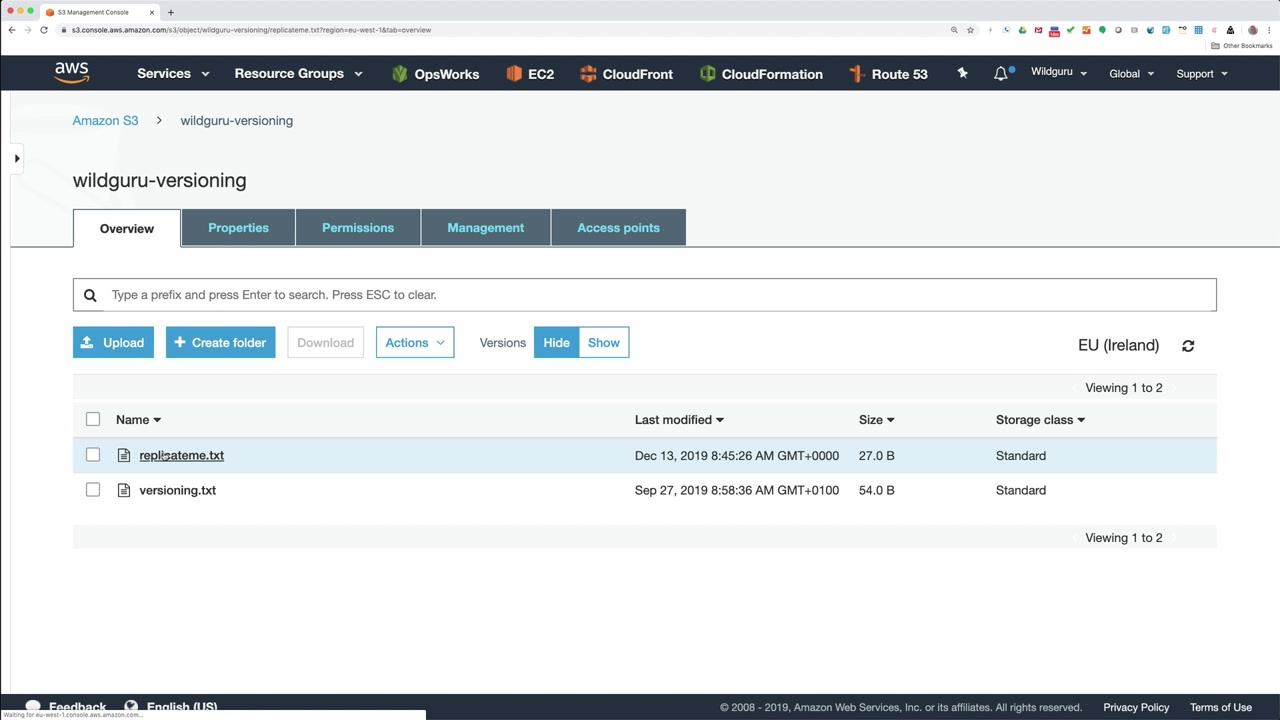 S3 Management Console
s3.console.aws.amazon.com/s3/object/wildguru-versioning/replicateme.txt?region=eu-west-1&tab=overview
Other Bookmarks
aws Services Resource Groups OpsWorks EC2 CloudFront CloudFormation Route 53 Wildguru Global Support
Amazon S3 > wildguru-versioning
wildguru-versioning
Overview Properties Permissions Management Access points
Type a prefix and press Enter to search. Press ESC to clear.
Upload + Create folder Download Actions Versions Hide Show EU (Ireland)
Viewing 1 to 2
Name Last modified Size Storage class
replicateme.txt Dec 13, 2019 8:45:26 AM GMT+0000 27.0 B Standard
versioning.txt Sep 27, 2019 8:58:36 AM GMT+0100 54.0 B Standard
Viewing 1 to 2
Feedback English (US) © 2008 - 2019, Amazon Web Services, Inc. or its affiliates. All rights reserved. Privacy Policy Terms of Use
Waiting for eu-west-1.console.aws.amazon.com...